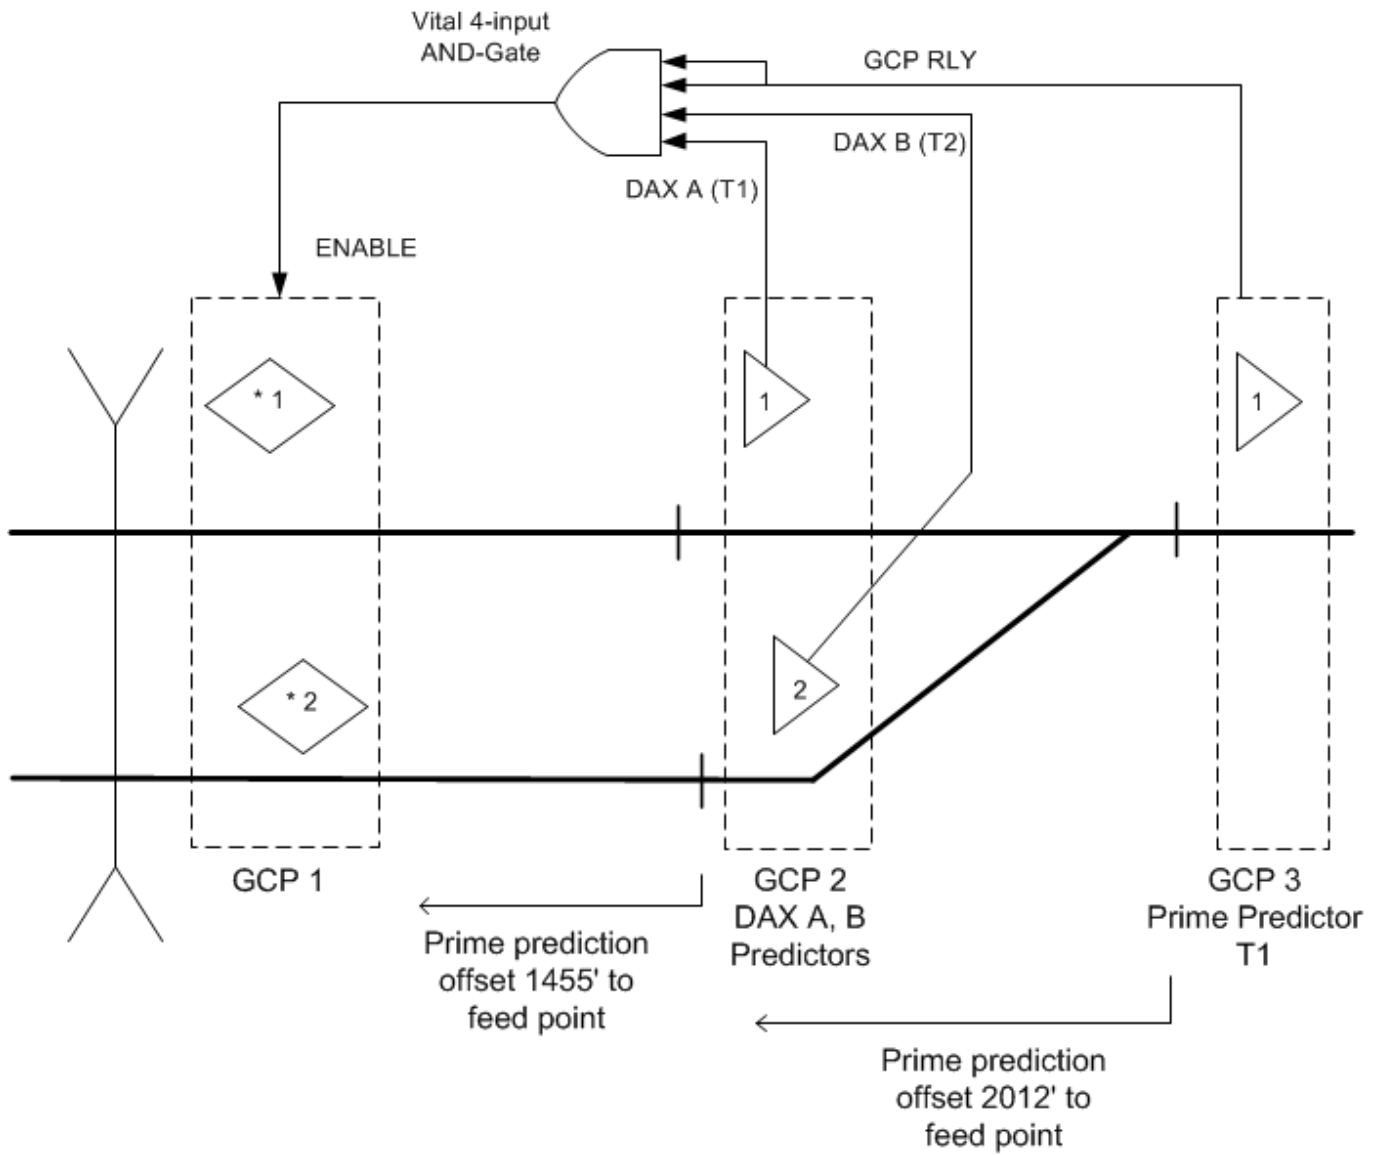 Vital 4-input
AND-Gate
GCP RLY
DAX B (T2)
DAX A (T1)
ENABLE
* 1
1
1
* 2
2
GCP 1
GCP 2
DAX A, B
Predictors
GCP 3
Prime Predictor
T1
Prime prediction
offset 1455' to
feed point
Prime prediction
offset 2012' to
feed point